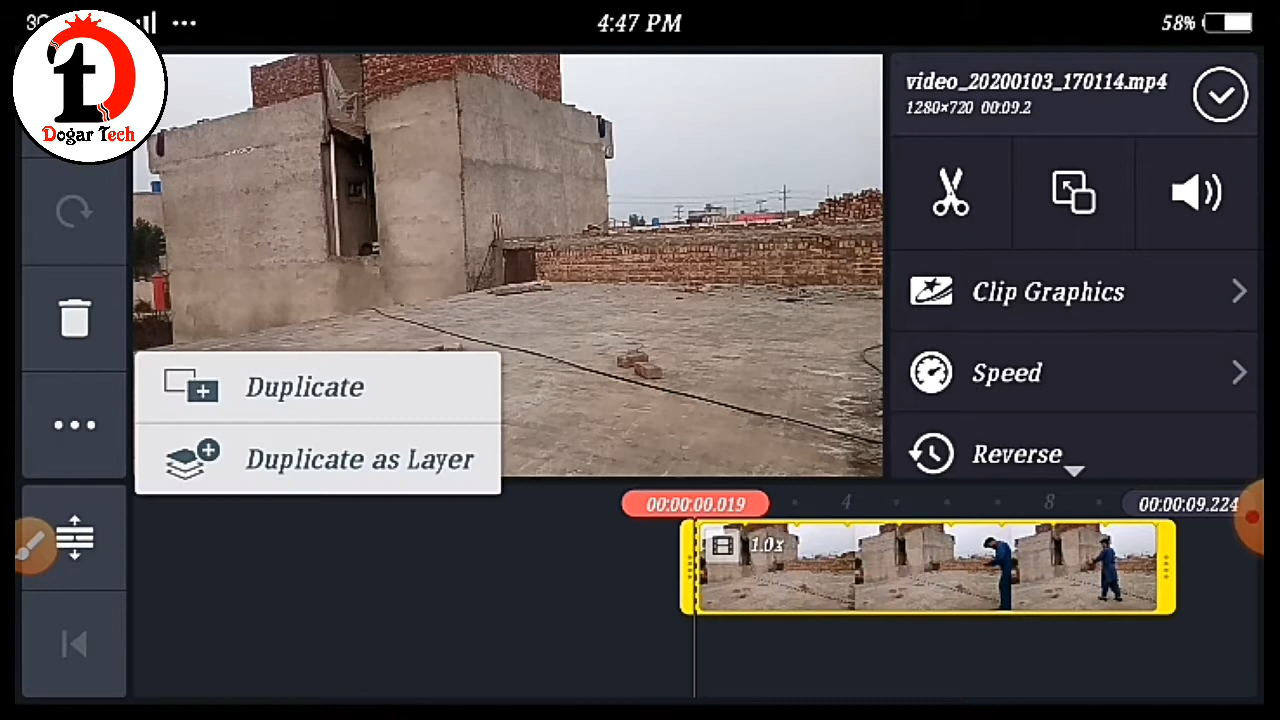 4:47 PM
58%
Dogar Tech
video_20200103_170114.mp4
1280×720 00:09.2
Clip Graphics
Speed
Reverse
Duplicate
Duplicate as Layer
00:00:00.019
4
8
00:00:09.224
1.0x